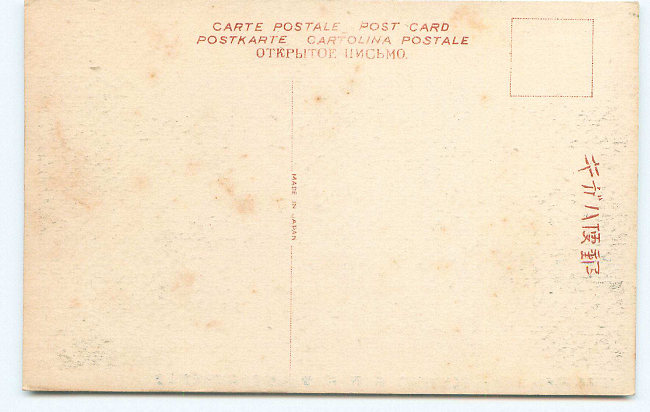 CARTE POSTALE POST CARD
POSTKARTE CARTOLINA POSTALE
ОТКРЫТОЕ ПИСЬМО.
MADE IN JAPAN
キガハ便郵